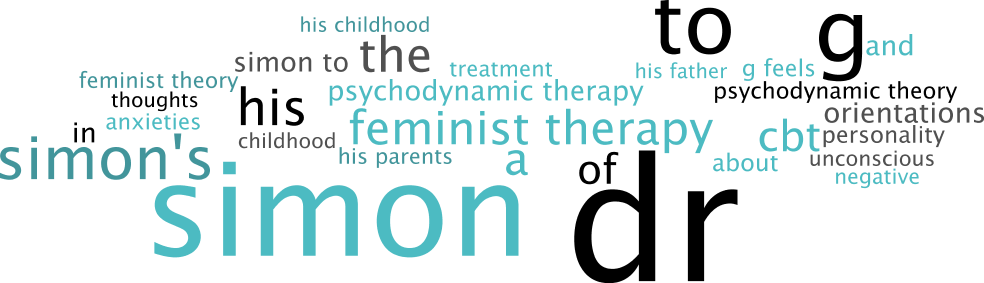 his childhood
to
g
and
simon to
the
treatment
his father
g feels
feminist theory
psychodynamic therapy
psychodynamic theory
thoughts
his
orientations
in
anxieties
childhood
feminist therapy
cbt
personality
simon's
his parents
a
of
about
unconscious
negative
simon
dr